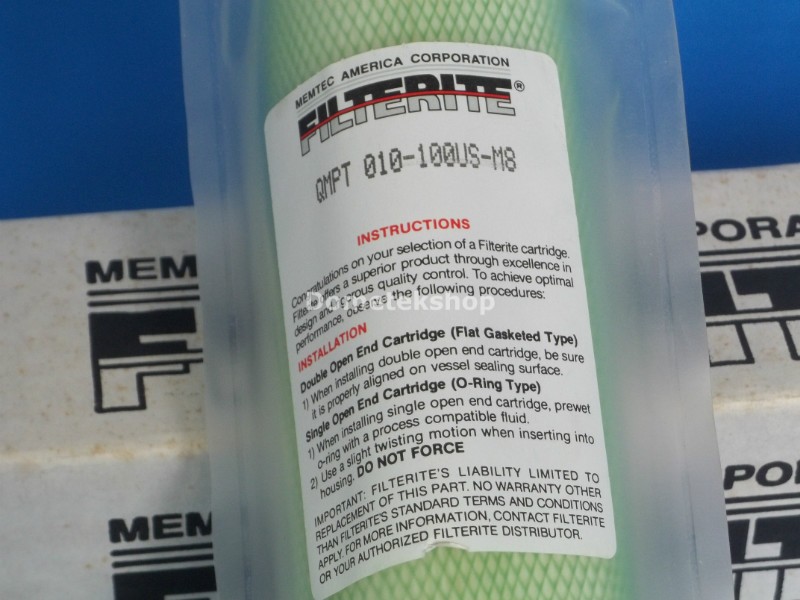 MEMTEC AMERICA CORPORATION
FILTERITE®
QMPT 010-100US-M8
INSTRUCTIONS
Congratulations on your selection of a Filterite cartridge.
Filterite offers a superior product through excellence in
design and rigorous quality control. To achieve optimal
performance, observe the following procedures:
Dometekshop
INSTALLATION
Double Open End Cartridge (Flat Gasketed Type)
1) When installing double open end cartridge, be sure
it is properly aligned on vessel sealing surface.
Single Open End Cartridge (O-Ring Type)
1) When installing single open end cartridge, prewet
o-ring with a process compatible fluid.
2) Use a slight twisting motion when inserting into
housing. DO NOT FORCE
IMPORTANT: FILTERITE'S LIABILITY LIMITED TO
REPLACEMENT OF THIS PART. NO WARRANTY OTHER
THAN FILTERITE'S STANDARD TERMS AND CONDITIONS
APPLY. FOR MORE INFORMATION, CONTACT FILTERITE
OR YOUR AUTHORIZED FILTERITE DISTRIBUTOR.
MEM
PORA
MEM
POR